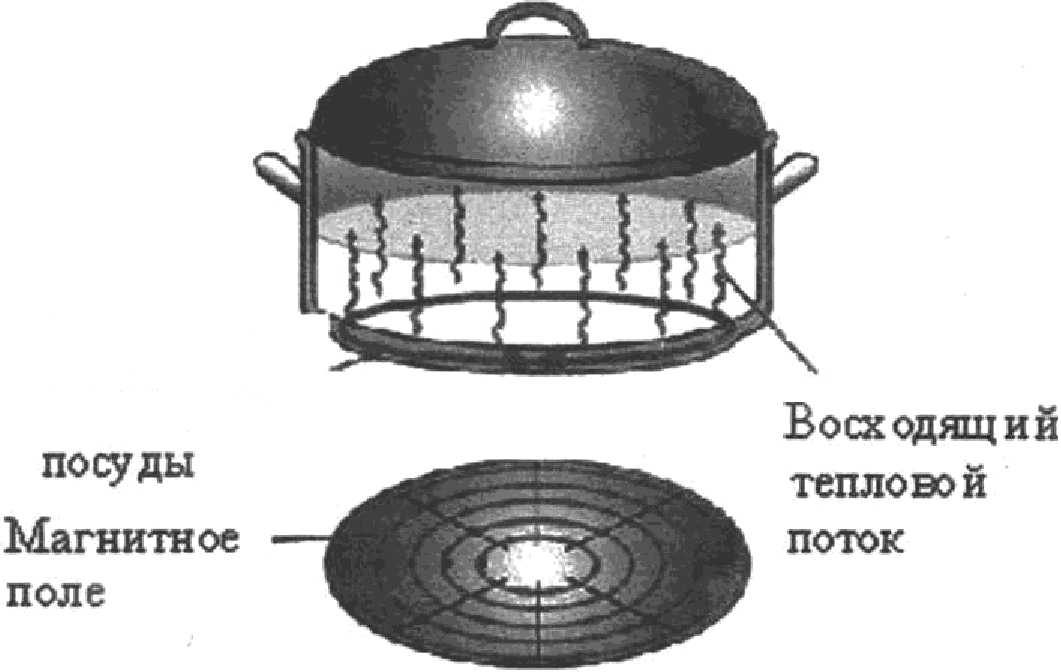 посуды
Магнитное
поле
Восходящий
тепловой
поток